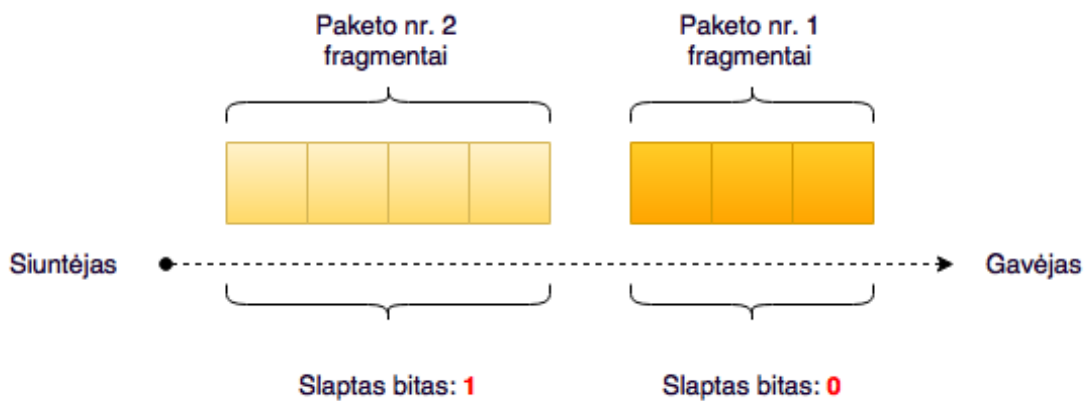 Paketo nr. 2
fragmentai
Paketo nr. 1
fragmentai
Siuntėjas
Gavėjas
Slaptas bitas: 1
Slaptas bitas: 0